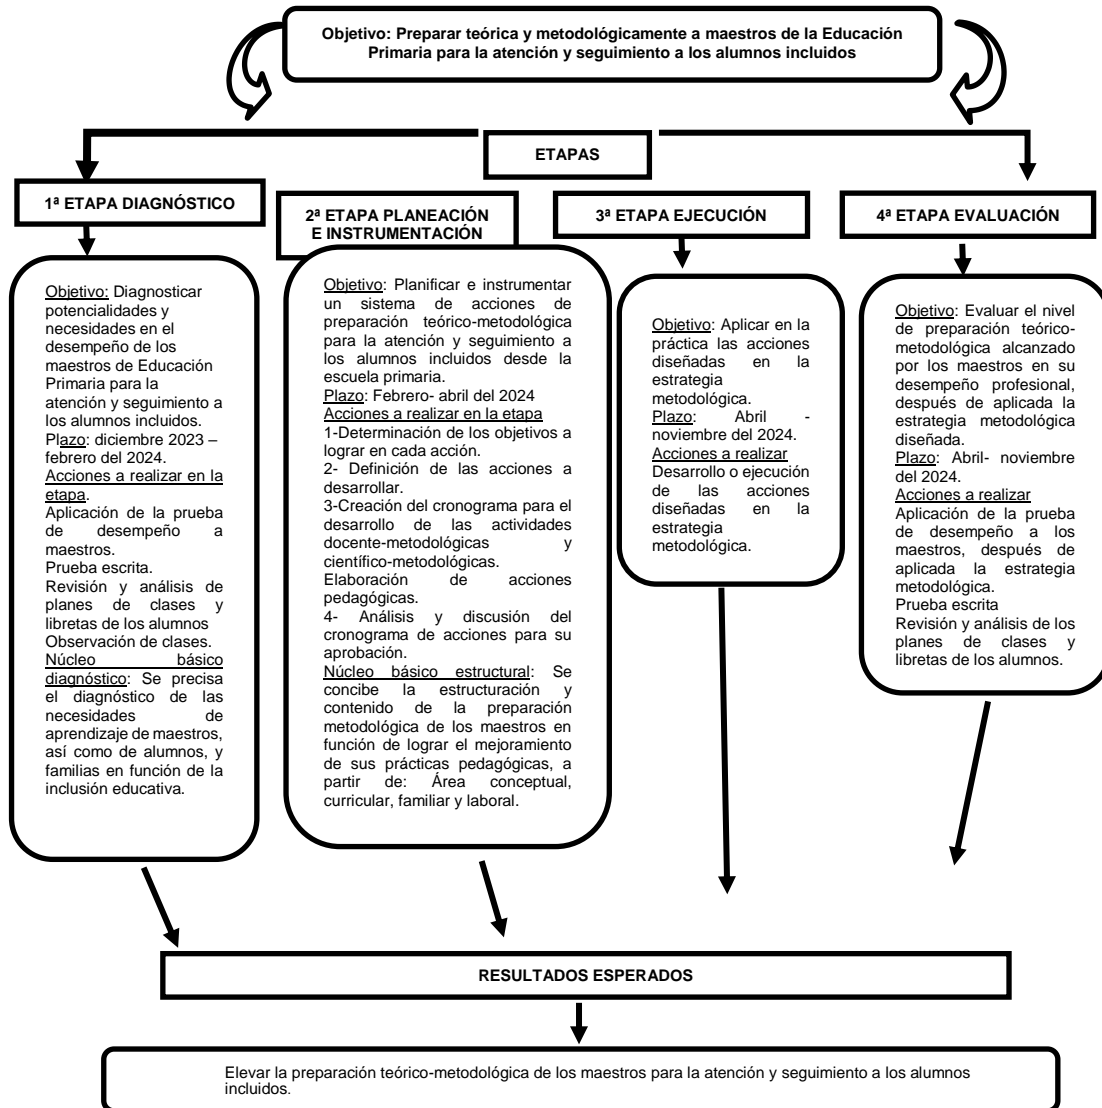 Objetivo: Preparar teórica y metodológicamente a maestros de la Educación
Primaria para la atención y seguimiento a los alumnos incluidos
ETAPAS
1ª ETAPA DIAGNÓSTICO
Objetivo: Diagnosticar
potencialidades y
necesidades en el
desempeño de los
maestros de Educación
Primaria para la
atención y seguimiento a
los alumnos incluidos.
Plazo: diciembre 2023 –
febrero del 2024.
Acciones a realizar en la
etapa.
Aplicación de la prueba
de desempeño a
maestros.
Prueba escrita.
Revisión y análisis de
planes de clases y
libretas de los alumnos
Observación de clases.
Núcleo básico
diagnóstico: Se precisa
el diagnóstico de las
necesidades de
aprendizaje de maestros,
así como de alumnos, y
familias en función de la
inclusión educativa.
2ª ETAPA PLANEACIÓN
E INSTRUMENTACIÓN
Objetivo: Planificar e instrumentar
un sistema de acciones de
preparación teórico-metodológica
para la atención y seguimiento a
los alumnos incluidos desde la
escuela primaria.
Plazo: Febrero- abril del 2024
Acciones a realizar en la etapa
1-Determinación de los objetivos a
lograr en cada acción.
2- Definición de las acciones a
desarrollar.
3-Creación del cronograma para el
desarrollo de las actividades
docente-metodológicas y
científico-metodológicas.
Elaboración de acciones
pedagógicas.
4- Análisis y discusión del
cronograma de acciones para su
aprobación.
Núcleo básico estructural: Se
concibe la estructuración y
contenido de la preparación
metodológica de los maestros en
función de lograr el mejoramiento
de sus prácticas pedagógicas, a
partir de: Área conceptual,
curricular, familiar y laboral.
3ª ETAPA EJECUCIÓN
Objetivo: Aplicar en la
práctica las acciones
diseñadas en la
estrategia
metodológica.
Plazo: Abril -
noviembre del 2024.
Acciones a realizar
Desarrollo o ejecución
de las acciones
diseñadas en la
estrategia
metodológica.
4ª ETAPA EVALUACIÓN
Objetivo: Evaluar el nivel
de preparación teórico-
metodológica alcanzado
por los maestros en su
desempeño profesional,
después de aplicada la
estrategia metodológica
diseñada.
Plazo: Abril- noviembre
del 2024.
Acciones a realizar
Aplicación de la prueba
de desempeño a los
maestros, después de
aplicada la estrategia
metodológica.
Prueba escrita
Revisión y análisis de los
planes de clases y
libretas de los alumnos.
RESULTADOS ESPERADOS
Elevar la preparación teórico-metodológica de los maestros para la atención y seguimiento a los alumnos
incluidos.